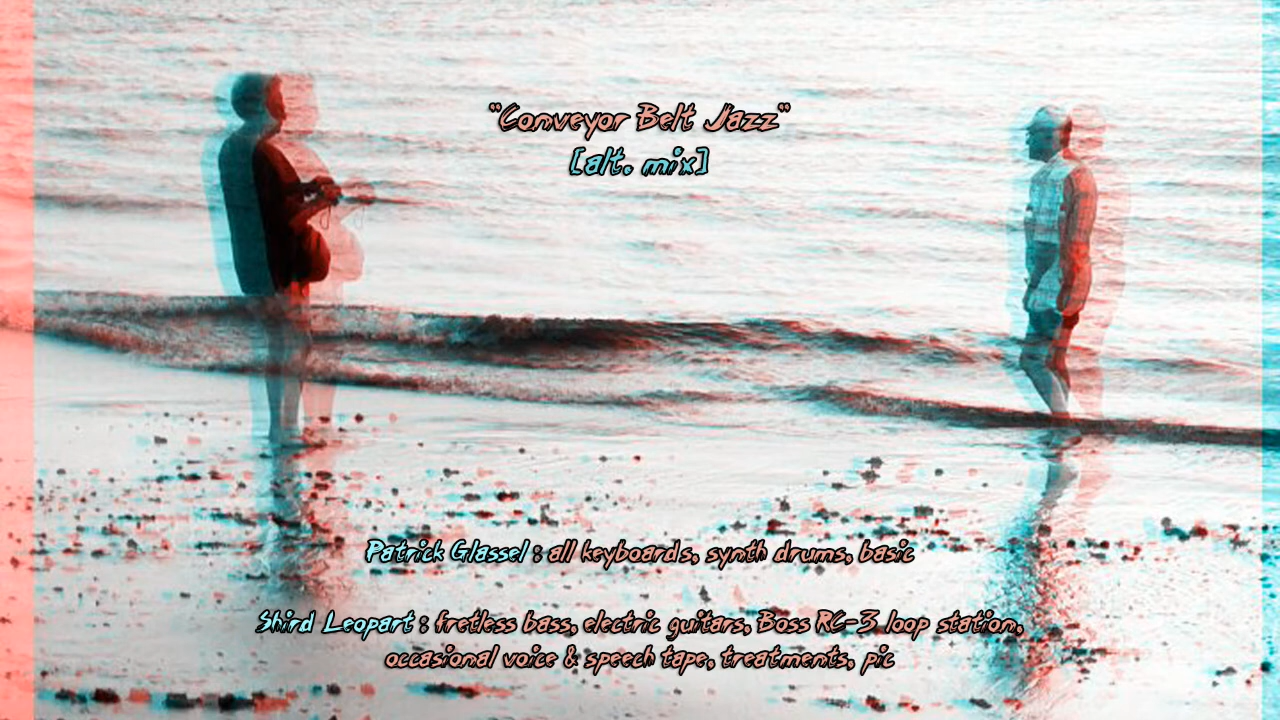 "Conveyor Belt Jazz"
[alt. mix]
Patrick Glassel : all keyboards, synth drums, basic
Shird Leopart : fretless bass, electric guitars, Boss RC-3 loop station,
occasional voice & speech tape, treatments, pic